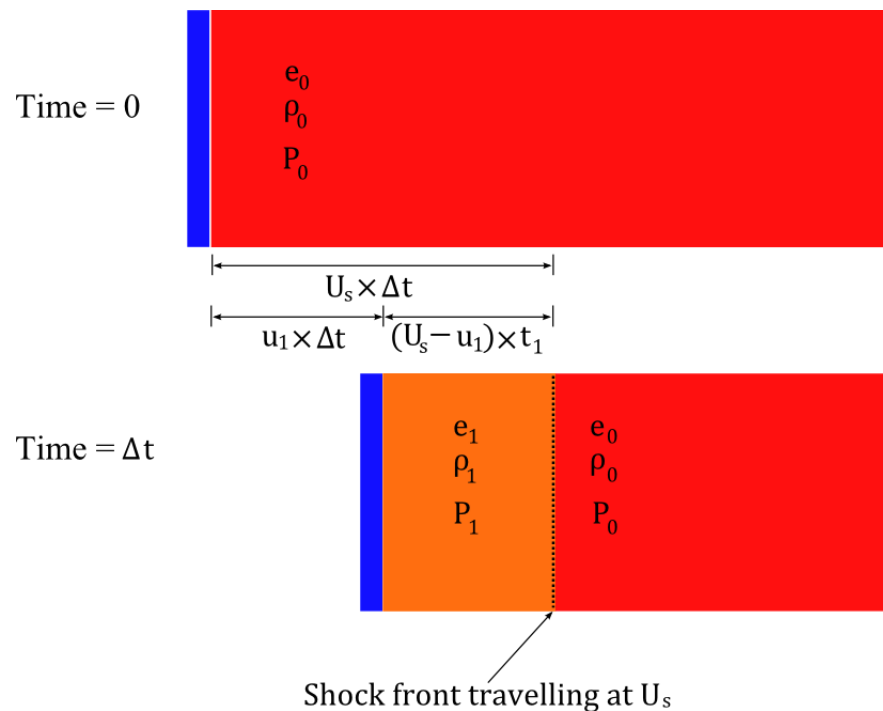 Time = 0
e₀
ρ₀
P₀
Uₛ × Δt
u₁ × Δt
(Uₛ − u₁) × t₁
Time = Δt
e₁
ρ₁
P₁
e₀
ρ₀
P₀
Shock front travelling at Uₛ